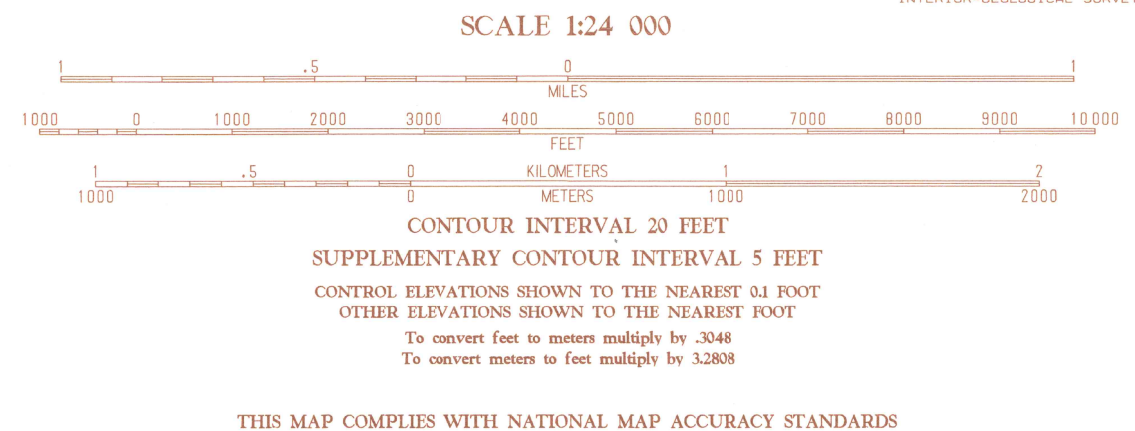 INTERIOR-GEOLOGICAL SURVEY
SCALE 1:24 000
1 .5 0 1
MILES
1000 0 1000 2000 3000 4000 5000 6000 7000 8000 9000 10 000
FEET
1 .5 0 KILOMETERS 1 2
1000 0 METERS 1000 2000
CONTOUR INTERVAL 20 FEET
SUPPLEMENTARY CONTOUR INTERVAL 5 FEET
CONTROL ELEVATIONS SHOWN TO THE NEAREST 0.1 FOOT
OTHER ELEVATIONS SHOWN TO THE NEAREST FOOT
To convert feet to meters multiply by .3048
To convert meters to feet multiply by 3.2808
THIS MAP COMPLIES WITH NATIONAL MAP ACCURACY STANDARDS